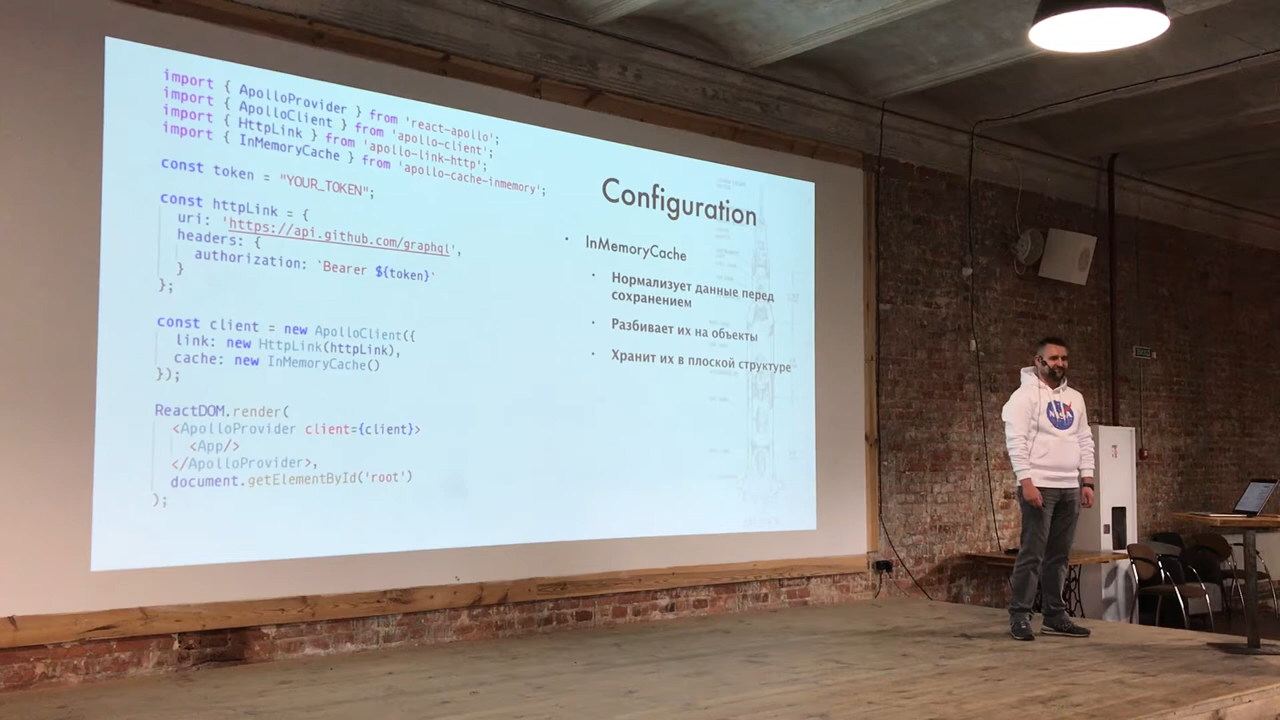 import { ApolloProvider } from 'react-apollo';
import { ApolloClient } from 'apollo-client';
import { HttpLink } from 'apollo-link-http';
import { InMemoryCache } from 'apollo-cache-inmemory';
const token = "YOUR_TOKEN";
const httpLink = {
uri: 'https://api.github.com/graphql',
headers: {
authorization: `Bearer ${token}`
}
};
const client = new ApolloClient({
link: new HttpLink(httpLink),
cache: new InMemoryCache()
});
ReactDOM.render(
<ApolloProvider client={client}>
<App/>
</ApolloProvider>,
document.getElementById('root')
);
Configuration
· InMemoryCache
· Нормализует данные перед
сохранением
· Разбивает их на объекты
· Хранит их в плоской структуре
NASA